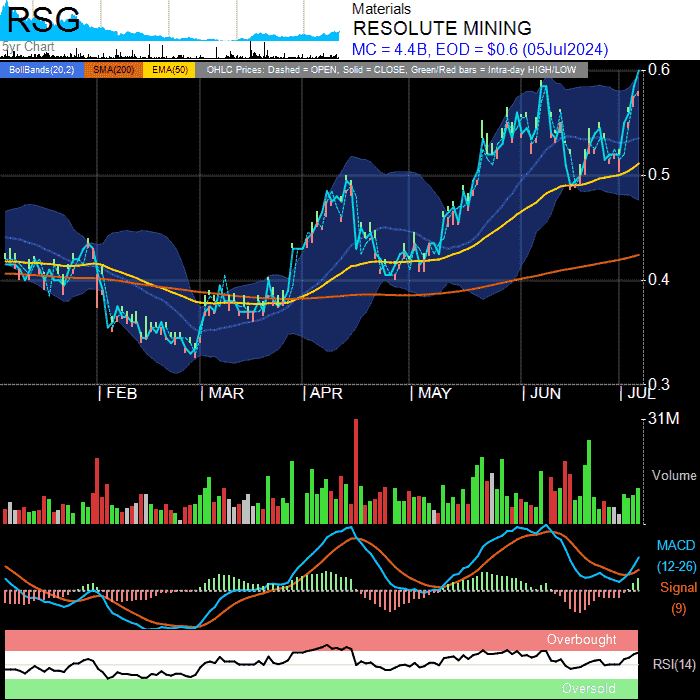 RSG
5yr Chart
Materials
RESOLUTE MINING
MC = 4.4B, EOD = $0.6 (05Jul2024)
BollBands(20,2) SMA(200) EMA(50) OHLC Prices: Dashed = OPEN, Solid = CLOSE, Green/Red bars = Intra-day HIGH/LOW
0.6
0.5
0.4
0.3
FEB MAR APR MAY JUN JUL
31M
Volume
MACD
(12-26)
Signal
(9)
Overbought
RSI(14)
Oversold